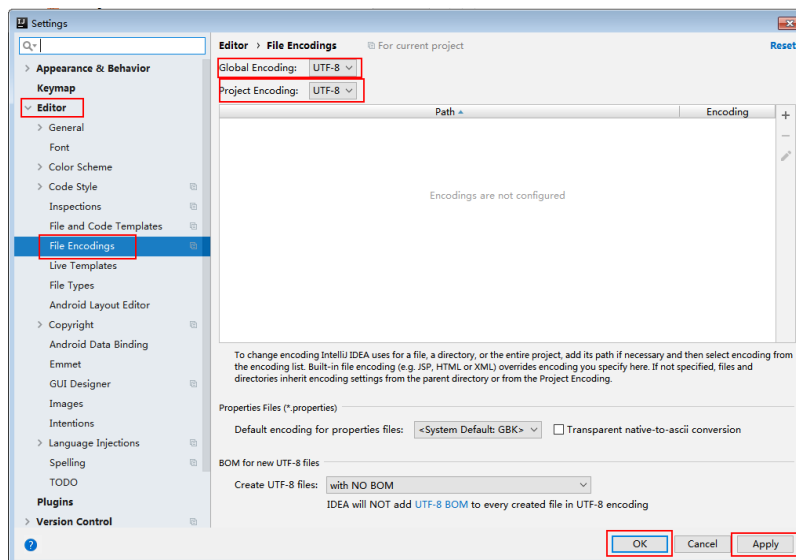 Settings
Appearance & Behavior
Keymap
Editor
General
Font
Color Scheme
Code Style
Inspections
File and Code Templates
File Encodings
Live Templates
File Types
Android Layout Editor
Copyright
Android Data Binding
Emmet
GUI Designer
Images
Intentions
Language Injections
Spelling
TODO
Plugins
Version Control
Editor › File Encodings For current project Reset
Global Encoding: UTF-8
Project Encoding: UTF-8
Path Encoding
Encodings are not configured
To change encoding IntelliJ IDEA uses for a file, a directory, or the entire project, add its path if necessary and then select encoding from
the encoding list. Built-in file encoding (e.g. JSP, HTML or XML) overrides encoding you specify here. If not specified, files and
directories inherit encoding settings from the parent directory or from the Project Encoding.
Properties Files (*.properties)
Default encoding for properties files: <System Default: GBK> Transparent native-to-ascii conversion
BOM for new UTF-8 files
Create UTF-8 files: with NO BOM
IDEA will NOT add UTF-8 BOM to every created file in UTF-8 encoding
? OK Cancel Apply